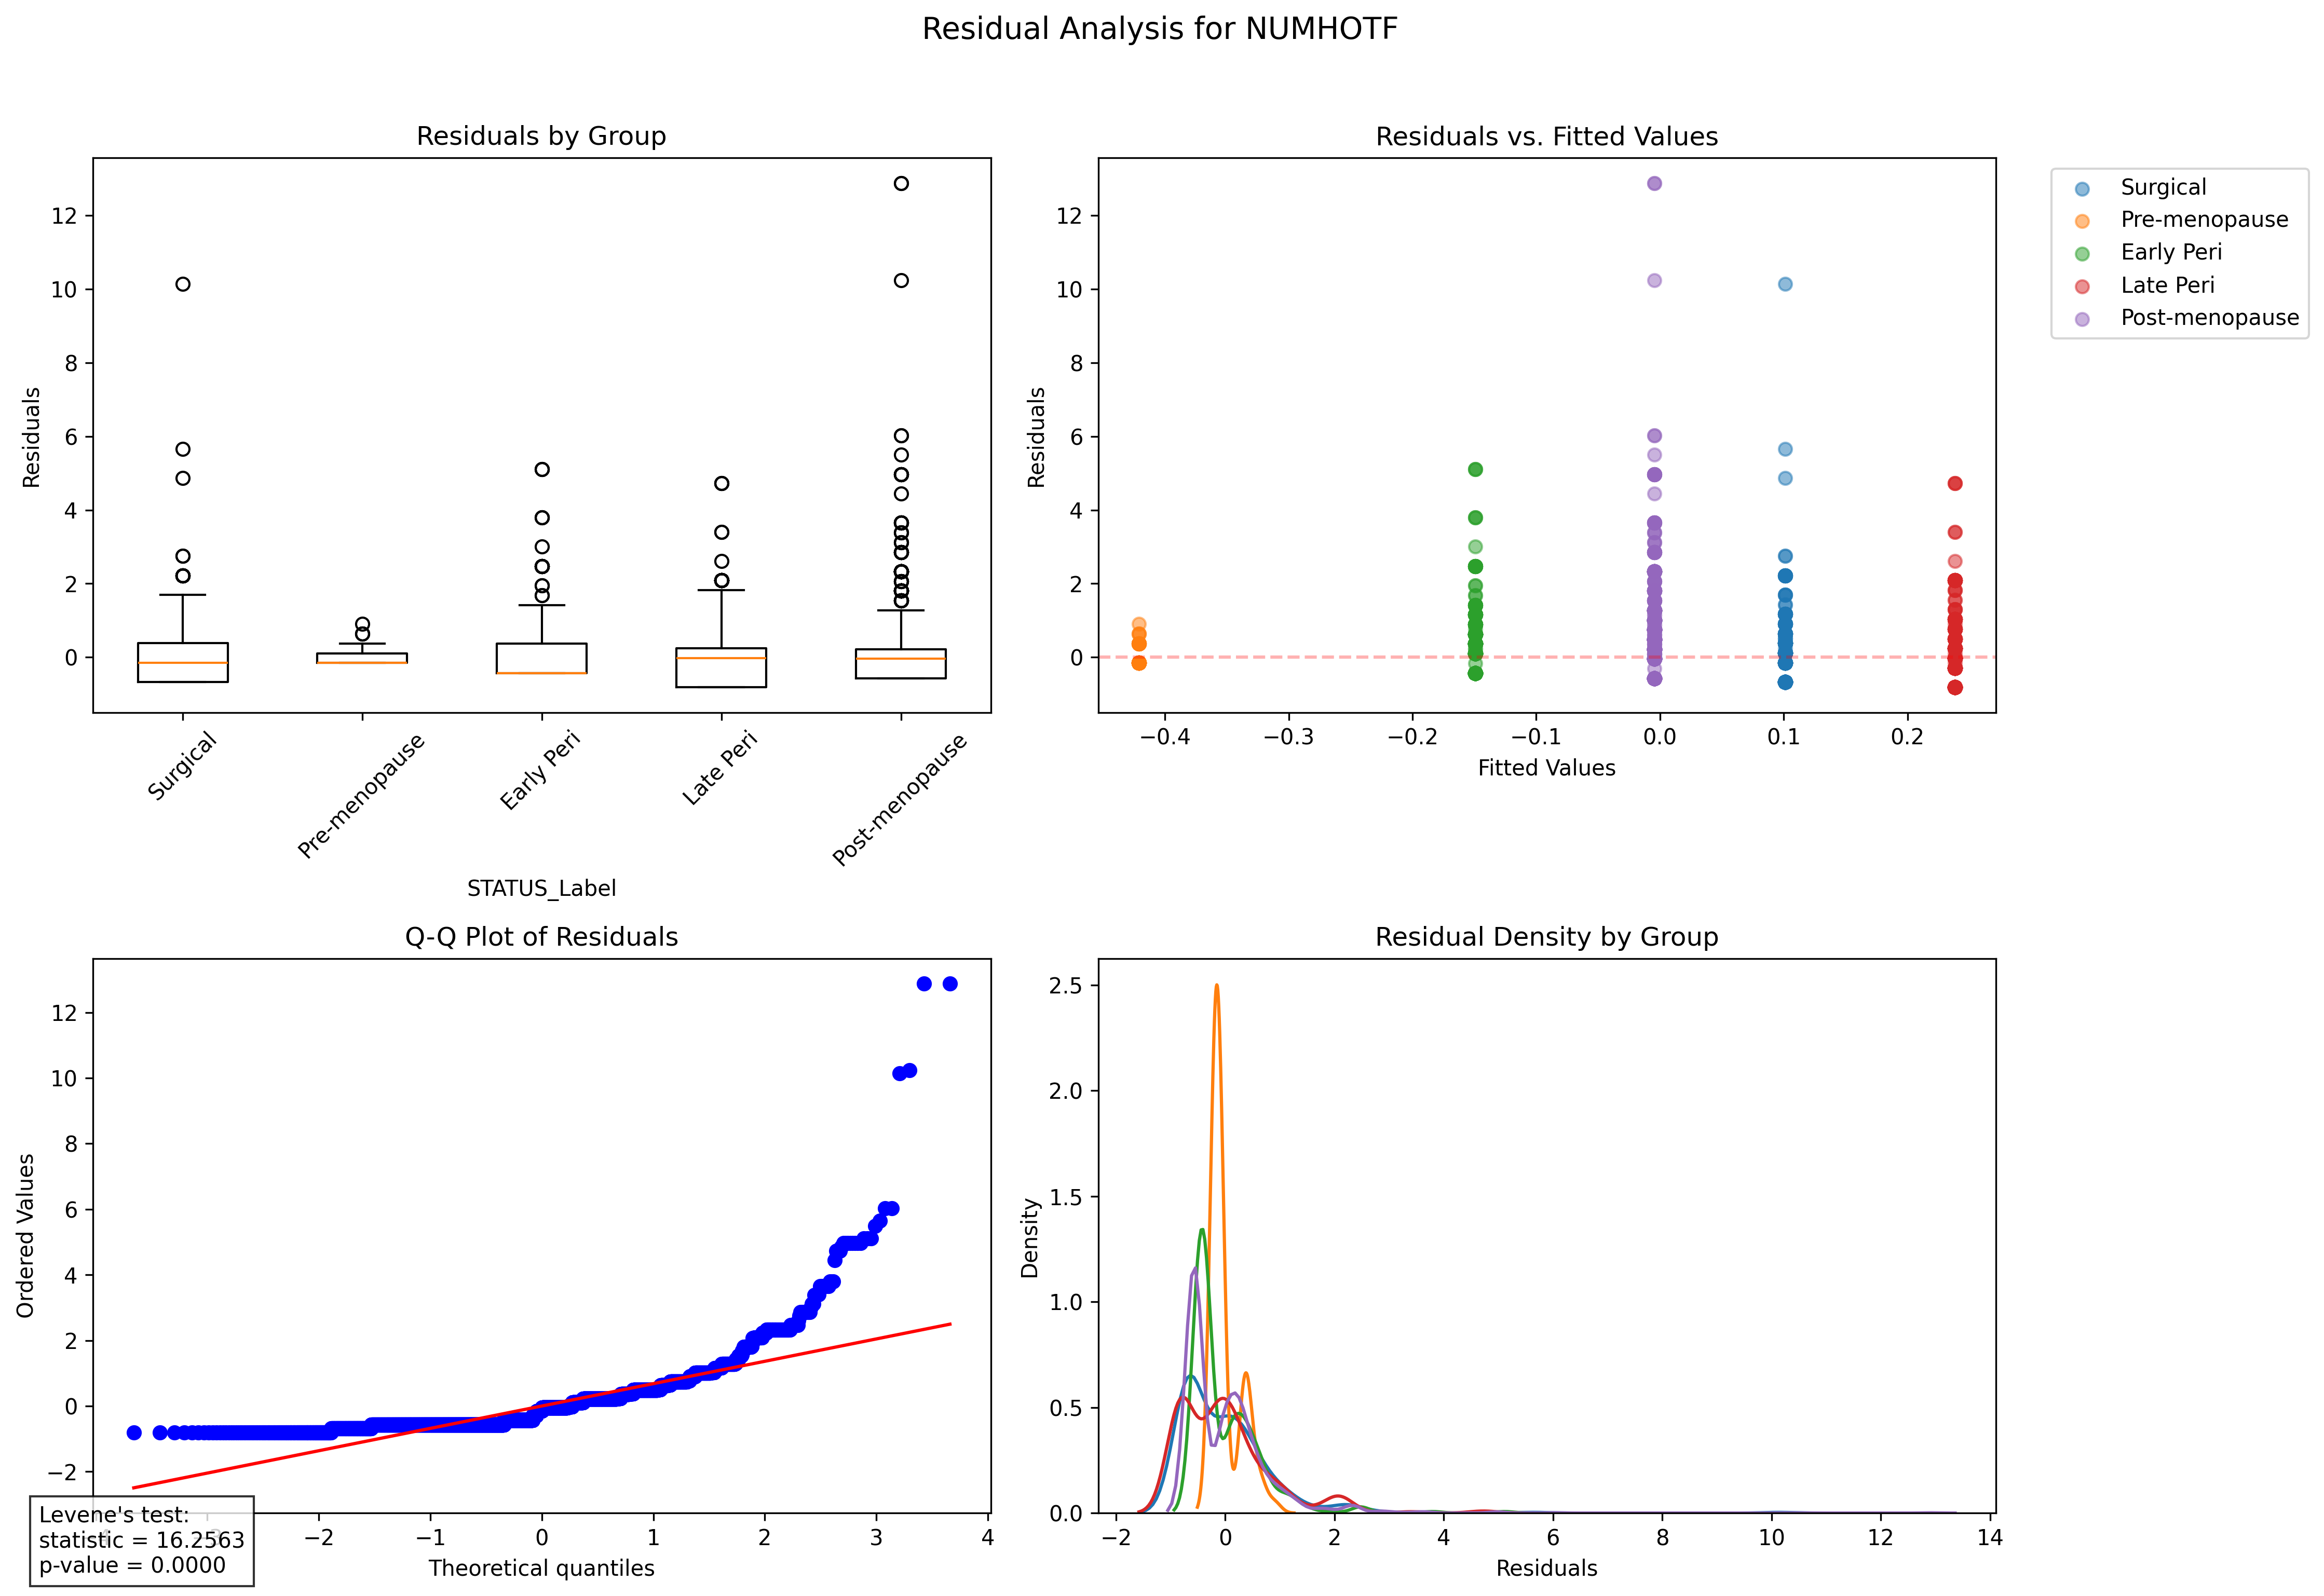 Residual Analysis for NUMHOTF
Residuals by Group
Residuals
12
10
8
6
4
2
0
Surgical
Pre-menopause
Early Peri
Late Peri
Post-menopause
STATUS_Label
Residuals vs. Fitted Values
Residuals
12
10
8
6
4
2
0
−0.4
−0.3
−0.2
−0.1
0.0
0.1
0.2
Fitted Values
Surgical
Pre-menopause
Early Peri
Late Peri
Post-menopause
Q-Q Plot of Residuals
Ordered Values
12
10
8
6
4
2
0
−2
−2
−1
0
1
2
3
4
Theoretical quantiles
Levene's test:
statistic = 16.2563
p-value = 0.0000
Residual Density by Group
Density
2.5
2.0
1.5
1.0
0.5
0.0
−2
0
2
4
6
8
10
12
14
Residuals